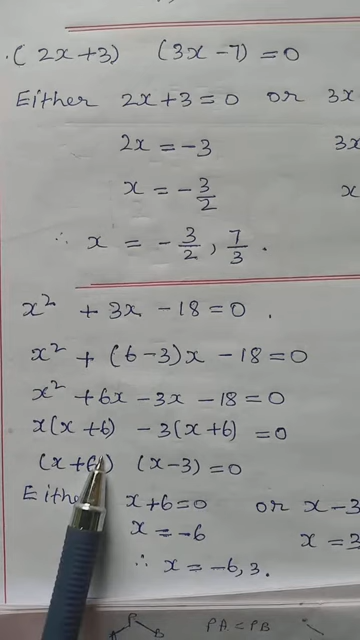 (2x+3) (3x-7) = 0
Either 2x+3=0 or 3x
2x = -3 3x
x = -3/2 x
∴ x = -3/2, 7/3.
x² + 3x - 18 = 0.
x² + (6-3)x - 18 = 0
x² + 6x - 3x - 18 = 0
x(x+6) - 3(x+6) = 0
(x+6) (x-3) = 0
Eithe x+6=0 or x-3
x = -6 x = 3
∴ x = -6, 3.
P PA = PB
A B